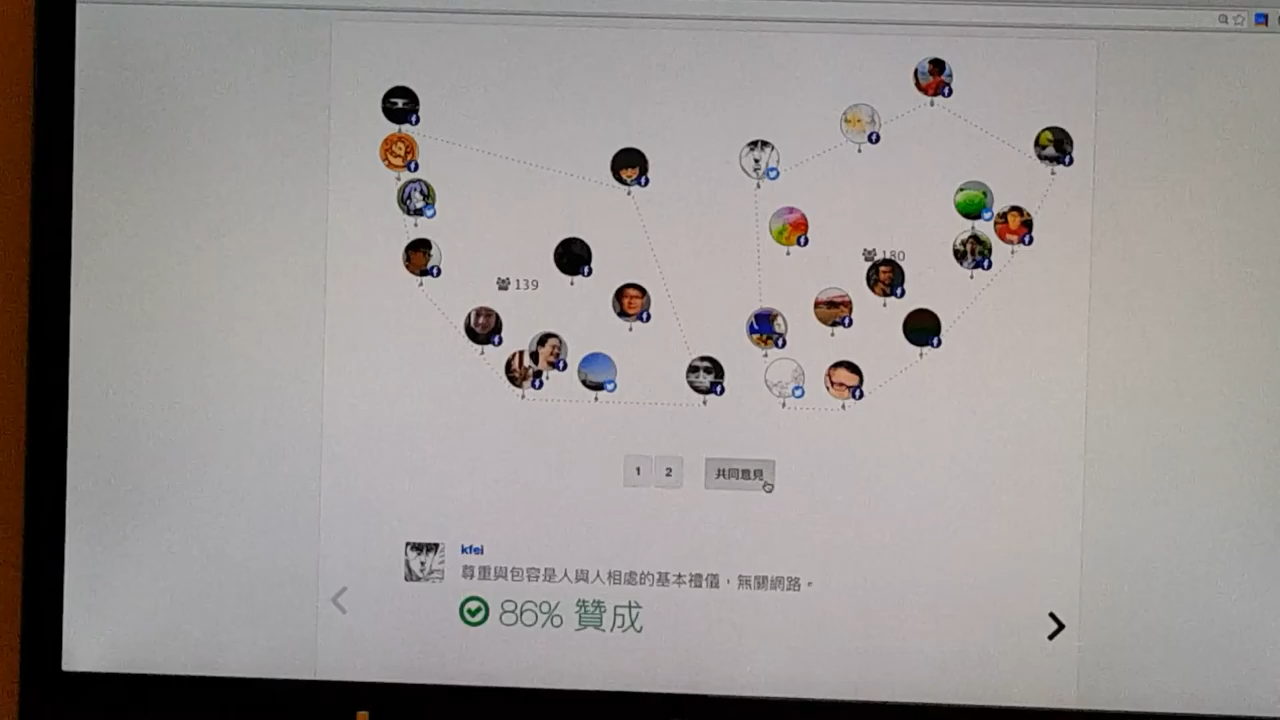 180
139
1 2 共同意見
kfei
尊重與包容是人與人相處的基本禮儀，無關網路。
86% 贊成